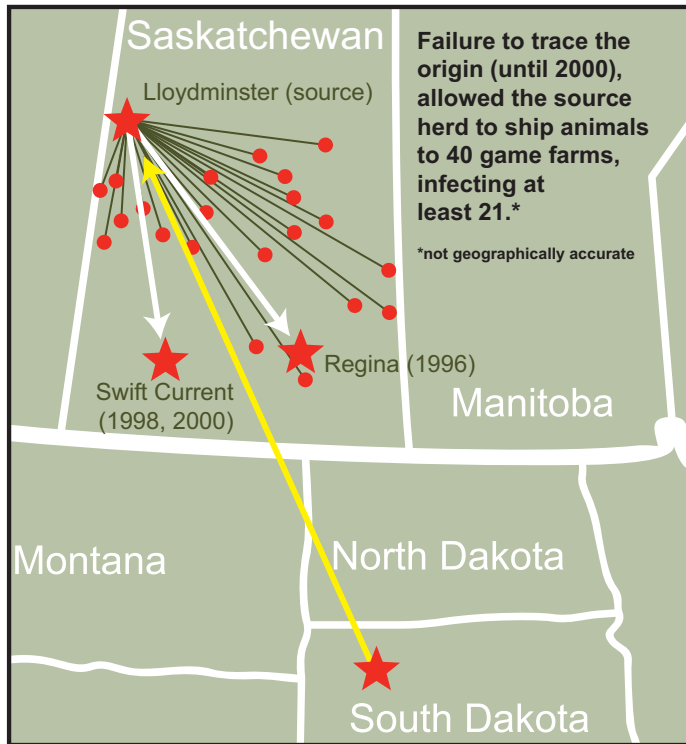 Saskatchewan
Lloydminster (source)
Failure to trace the
origin (until 2000),
allowed the source
herd to ship animals
to 40 game farms,
infecting at
least 21.*
*not geographically accurate
Regina (1996)
Swift Current
(1998, 2000)
Manitoba
Montana
North Dakota
South Dakota